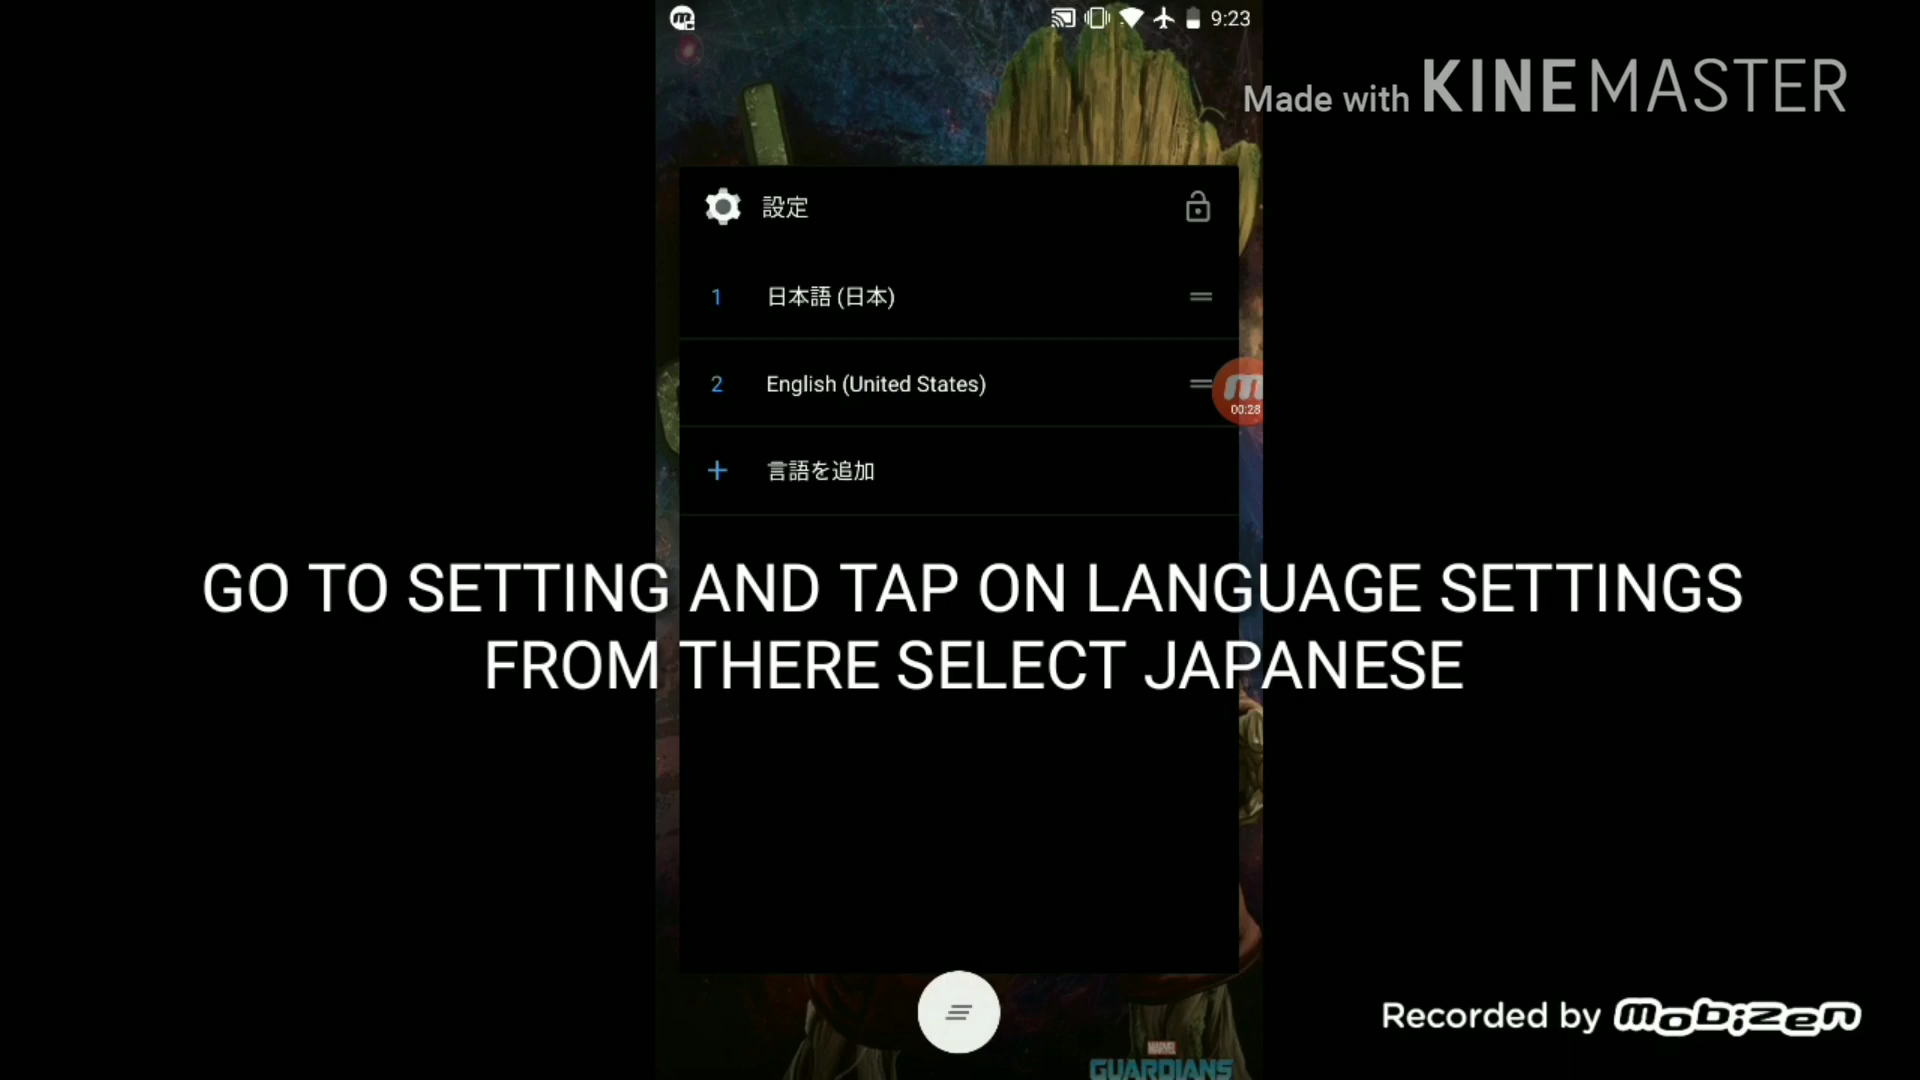 9:23
Made with KINEMASTER
設定
1 日本語 (日本)
2 English (United States)
00:28
+ 言語を追加
GO TO SETTING AND TAP ON LANGUAGE SETTINGS
FROM THERE SELECT JAPANESE
Recorded by mobizen
MARVEL
GUARDIANS